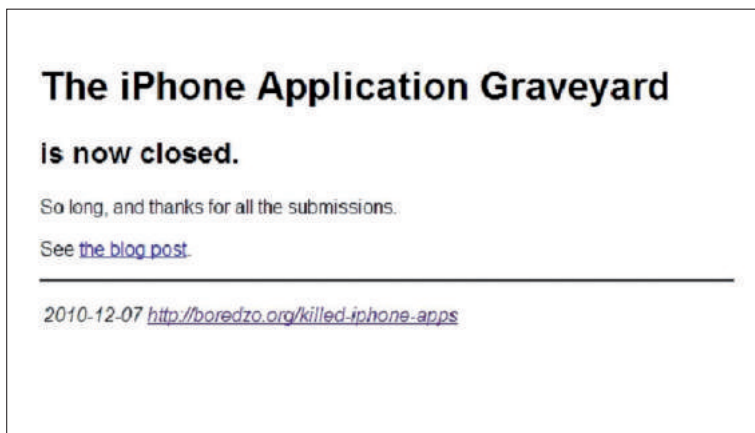 The iPhone Application Graveyard
is now closed.
So long, and thanks for all the submissions.
See the blog post.
2010-12-07 http://boredzo.org/killed-iphone-apps